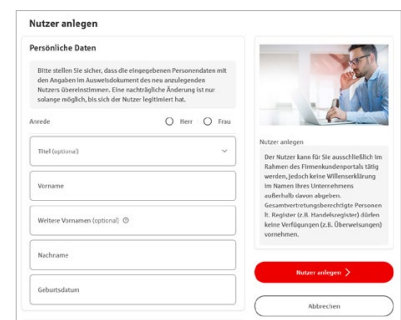 Nutzer anlegen
Persönliche Daten
Bitte stellen Sie sicher, dass die eingegebenen Personendaten mit
den Angaben im Ausweisdokument des neu anzulegenden
Nutzers übereinstimmen. Eine nachträgliche Änderung ist nur
solange möglich, bis sich der Nutzer legitimiert hat.
Anrede Herr Frau
Titel (optional)
Vorname
Weitere Vornamen (optional)
Nachname
Geburtsdatum
Nutzer anlegen
Der Nutzer kann für Sie ausschließlich im
Rahmen des Firmenkundenportals tätig
werden, jedoch keine Willenserklärung
im Namen Ihres Unternehmens
außerhalb davon abgeben.
Gesamtvertretungsberechtigte Personen
lt. Register (z.B. Handelsregister) dürfen
keine Verfügungen (z.B. Überweisungen)
vornehmen.
Nutzer anlegen
Abbrechen